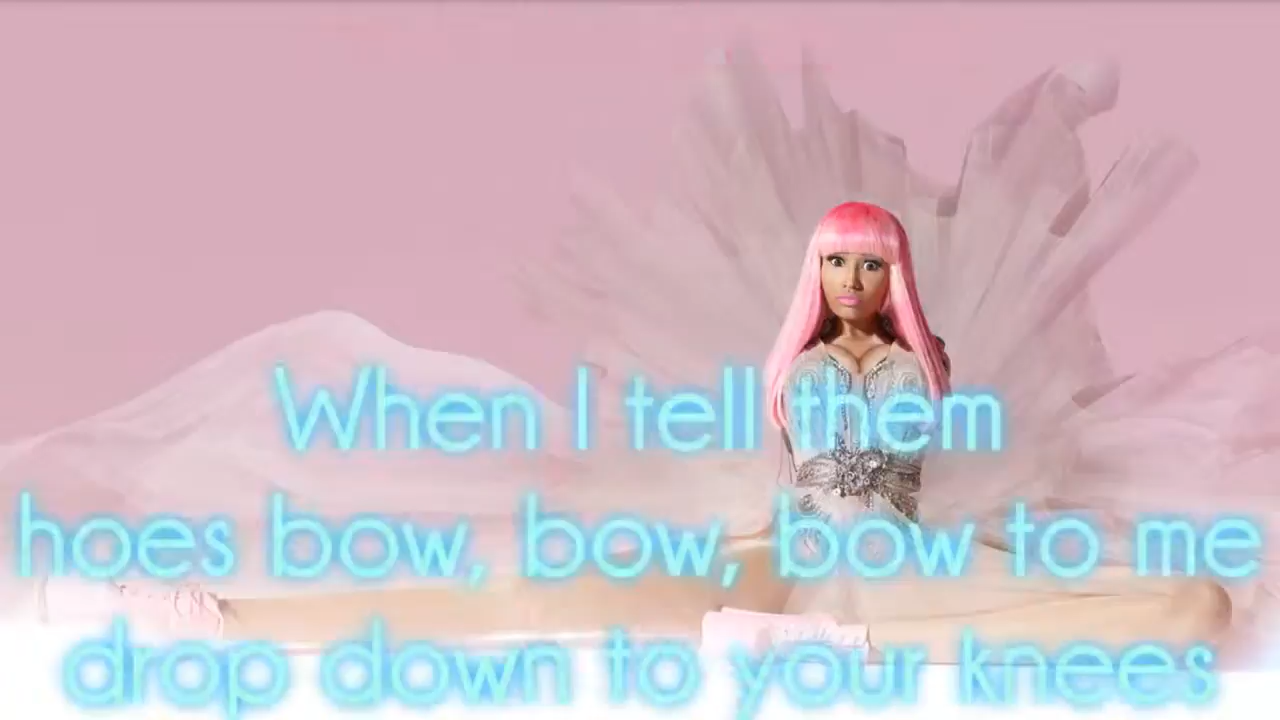 When I tell them
hoes bow, bow, bow to me
drop down to your knees